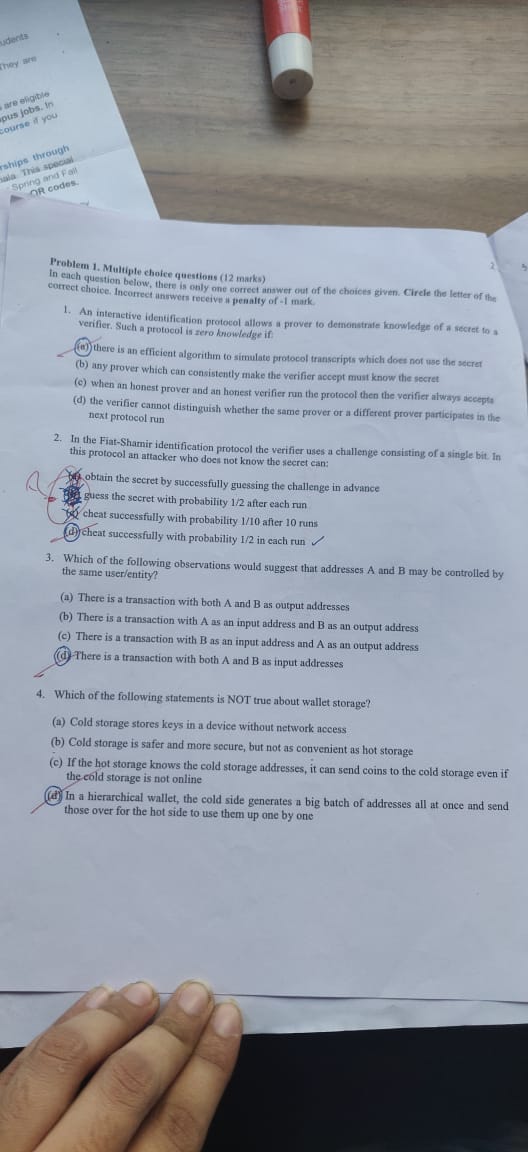 udents
They are
are eligible
pus jobs. In
course if you
rships through
This special
Spring and Fall
QR codes.
2
Problem 1. Multiple choice questions (12 marks)
In each question below, there is only one correct answer out of the choices given. Circle the letter of the
correct choice. Incorrect answers receive a penalty of -1 mark.
1. An interactive identification protocol allows a prover to demonstrate knowledge of a secret to a
verifier. Such a protocol is zero knowledge if:
(a) there is an efficient algorithm to simulate protocol transcripts which does not use the secret
(b) any prover which can consistently make the verifier accept must know the secret
(c) when an honest prover and an honest verifier run the protocol then the verifier always accepts
(d) the verifier cannot distinguish whether the same prover or a different prover participates in the
next protocol run
2. In the Fiat-Shamir identification protocol the verifier uses a challenge consisting of a single bit. In
this protocol an attacker who does not know the secret can:
obtain the secret by successfully guessing the challenge in advance
guess the secret with probability 1/2 after each run
cheat successfully with probability 1/10 after 10 runs
(d) cheat successfully with probability 1/2 in each run ✓
3. Which of the following observations would suggest that addresses A and B may be controlled by
the same user/entity?
(a) There is a transaction with both A and B as output addresses
(b) There is a transaction with A as an input address and B as an output address
(c) There is a transaction with B as an input address and A as an output address
(d) There is a transaction with both A and B as input addresses
4. Which of the following statements is NOT true about wallet storage?
(a) Cold storage stores keys in a device without network access
(b) Cold storage is safer and more secure, but not as convenient as hot storage
(c) If the hot storage knows the cold storage addresses, it can send coins to the cold storage even if
the cold storage is not online
(d) In a hierarchical wallet, the cold side generates a big batch of addresses all at once and send
those over for the hot side to use them up one by one